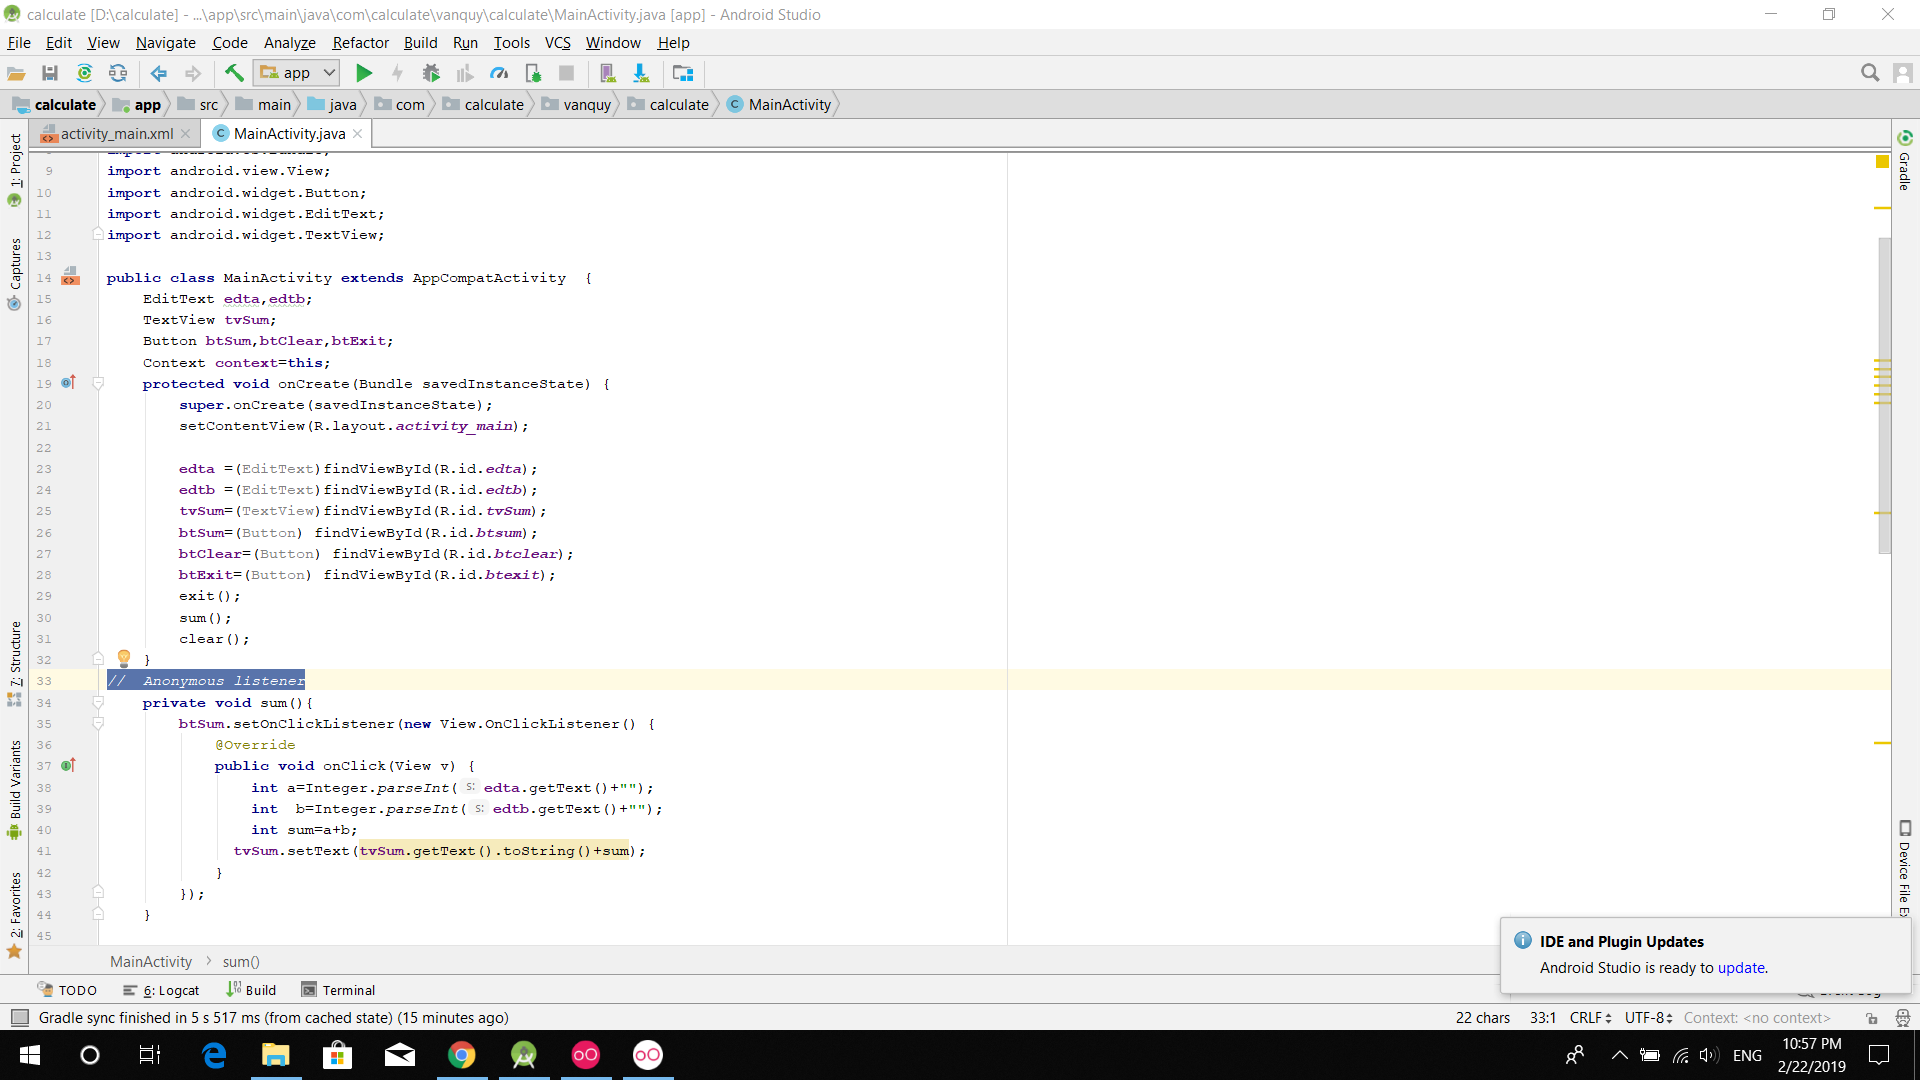 calculate [D:\calculate] - ...\app\src\main\java\com\calculate\vanquy\calculate\MainActivity.java [app] - Android Studio
File Edit View Navigate Code Analyze Refactor Build Run Tools VCS Window Help
app
calculate app src main java com calculate vanquy calculate MainActivity
activity_main.xml MainActivity.java
1: Project
Captures
7: Structure
Build Variants
2: Favorites
9 import android.view.View;
10 import android.widget.Button;
11 import android.widget.EditText;
12 import android.widget.TextView;
13
14 public class MainActivity extends AppCompatActivity  {
15 EditText edta,edtb;
16 TextView tvSum;
17 Button btSum,btClear,btExit;
18 Context context=this;
19 protected void onCreate(Bundle savedInstanceState) {
20 super.onCreate(savedInstanceState);
21 setContentView(R.layout.activity_main);
22
23 edta =(EditText)findViewById(R.id.edta);
24 edtb =(EditText)findViewById(R.id.edtb);
25 tvSum=(TextView)findViewById(R.id.tvSum);
26 btSum=(Button) findViewById(R.id.btsum);
27 btClear=(Button) findViewById(R.id.btclear);
28 btExit=(Button) findViewById(R.id.btexit);
29 exit();
30 sum();
31 clear();
32 }
33 //  Anonymous listener
34 private void sum(){
35 btSum.setOnClickListener(new View.OnClickListener() {
36 @Override
37 public void onClick(View v) {
38 int a=Integer.parseInt( s: edta.getText()+"");
39 int  b=Integer.parseInt( s: edtb.getText()+"");
40 int sum=a+b;
41 tvSum.setText(tvSum.getText().toString()+sum);
42 }
43 });
44 }
45
Gradle
Device File E
MainActivity > sum()
IDE and Plugin Updates
Android Studio is ready to update.
TODO 6: Logcat Build Terminal
Gradle sync finished in 5 s 517 ms (from cached state) (15 minutes ago)
22 chars 33:1 CRLF UTF-8 Context: <no context>
ENG
10:57 PM
2/22/2019